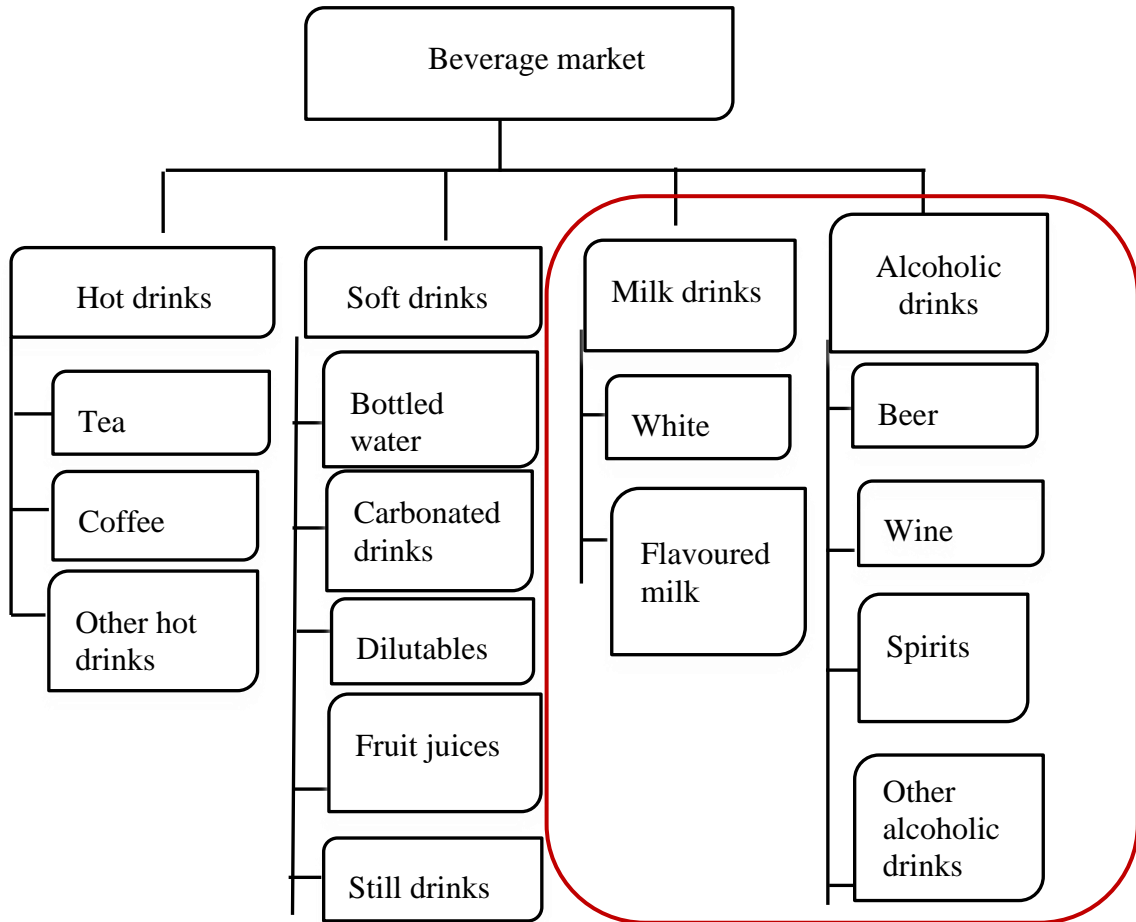 Beverage market
Hot drinks
Tea
Coffee
Other hot
drinks
Soft drinks
Bottled
water
Carbonated
drinks
Dilutables
Fruit juices
Still drinks
Milk drinks
White
Flavoured
milk
Alcoholic
drinks
Beer
Wine
Spirits
Other
alcoholic
drinks